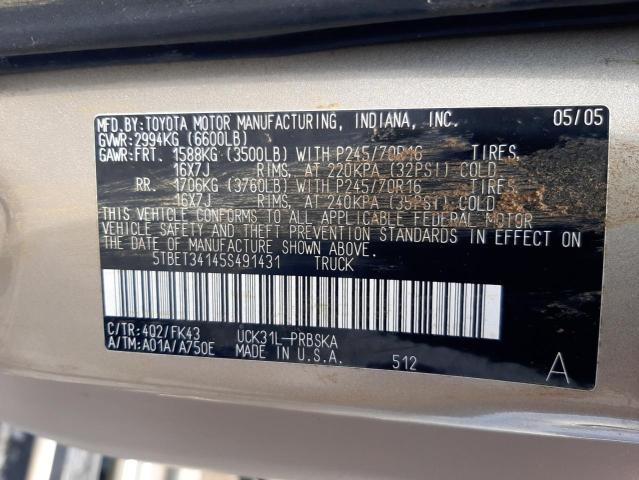 MFD.BY:TOYOTA MOTOR MANUFACTURING, INDIANA, INC. 05/05
GVWR:2994KG (6600LB)
GAWR:FRT. 1588KG (3500LB) WITH P245/70R16 TIRES,
16X7J RIMS, AT 220KPA (32PSI) COLD
RR. 1706KG (3760LB) WITH P245/70R16 TIRES,
16X7J RIMS, AT 240KPA (35PSI) COLD
THIS VEHICLE CONFORMS TO ALL APPLICABLE FEDERAL MOTOR
VEHICLE SAFETY AND THEFT PREVENTION STANDARDS IN EFFECT ON
THE DATE OF MANUFACTURE SHOWN ABOVE.
5TBET34145S491431 TRUCK
C/TR:4Q2/FK43 UCK31L-PRBSKA
A/TM:A01A/A750E MADE IN U.S.A. 512 A